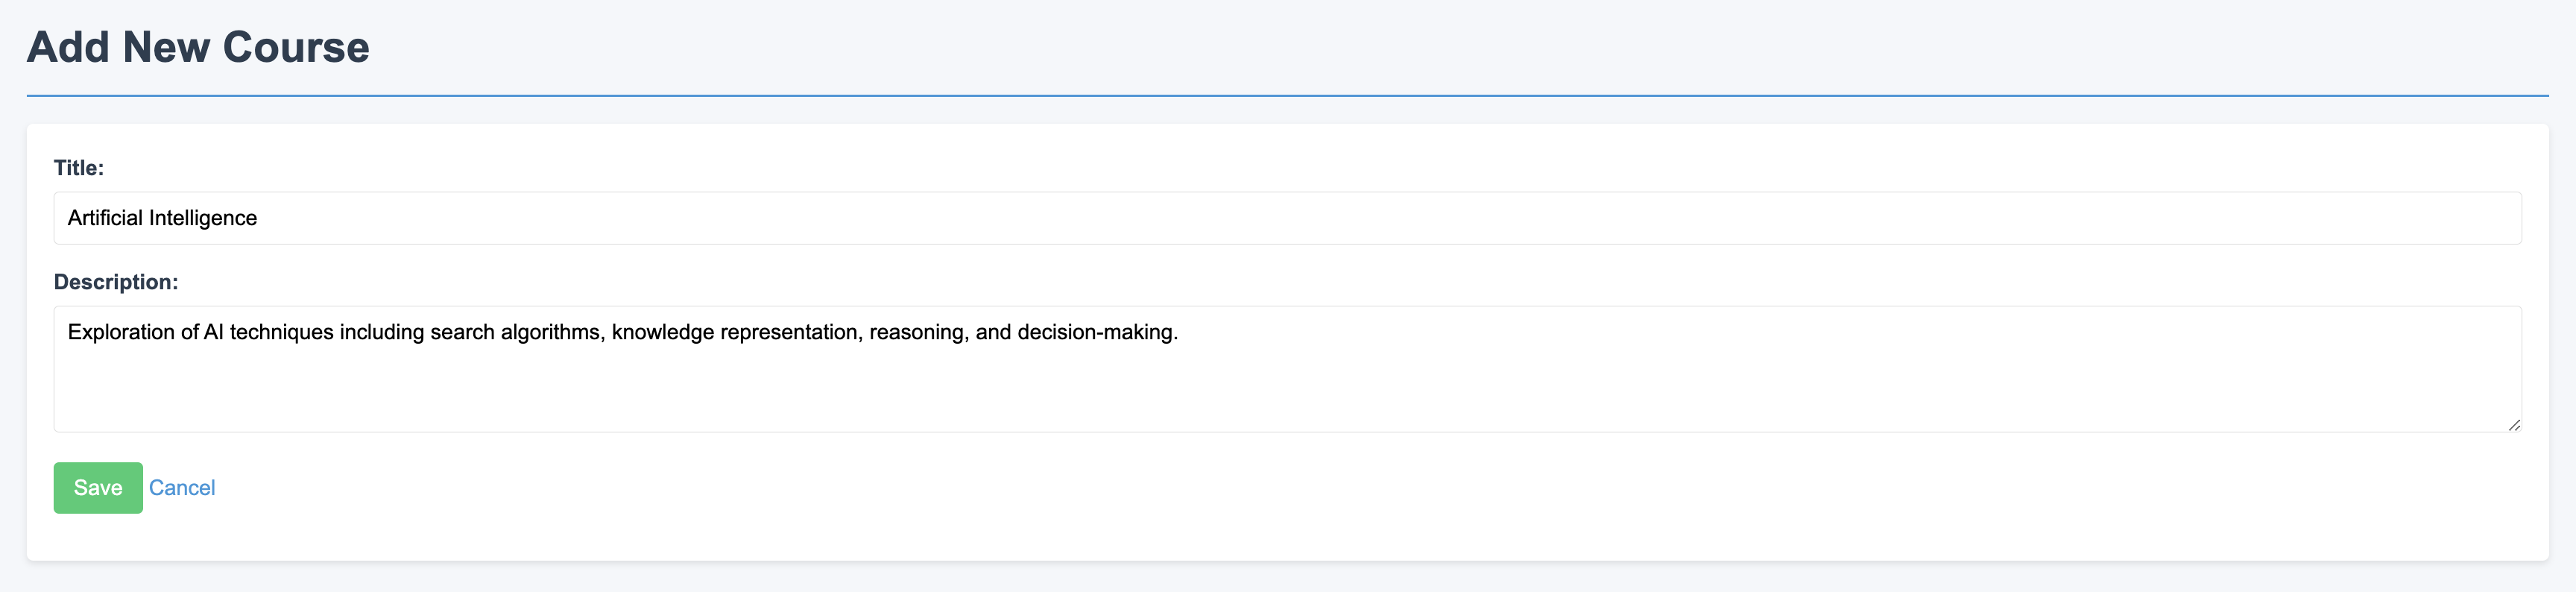 Add New Course
Title:
Artificial Intelligence
Description:
Exploration of AI techniques including search algorithms, knowledge representation, reasoning, and decision-making.
Save Cancel